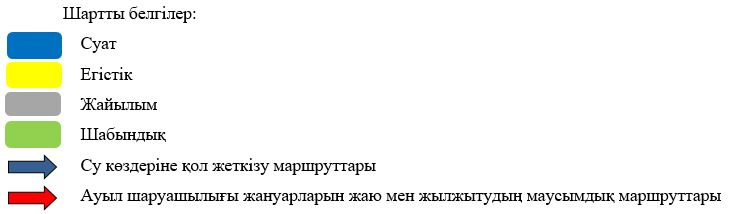 Шартты белгілер:
Суат
Егістік
Жайылым
Шабындық
Су көздеріне қол жеткізу маршруттары
Ауыл шаруашылығы жануарларын жаю мен жылжытудың маусымдық маршруттары